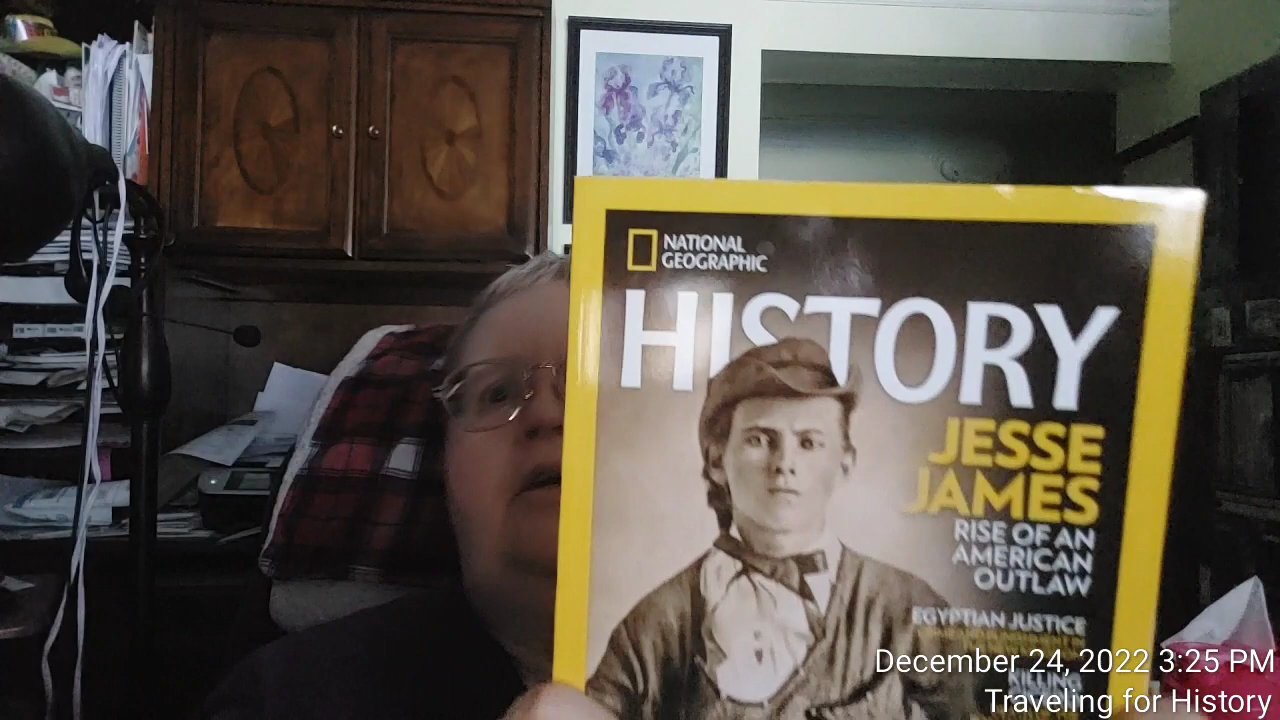 NATIONAL
GEOGRAPHIC
HISTORY
JESSE
JAMES
RISE OF AN
AMERICAN
OUTLAW
EGYPTIAN JUSTICE
KILLING
December 24, 2022 3:25 PM
Traveling for History